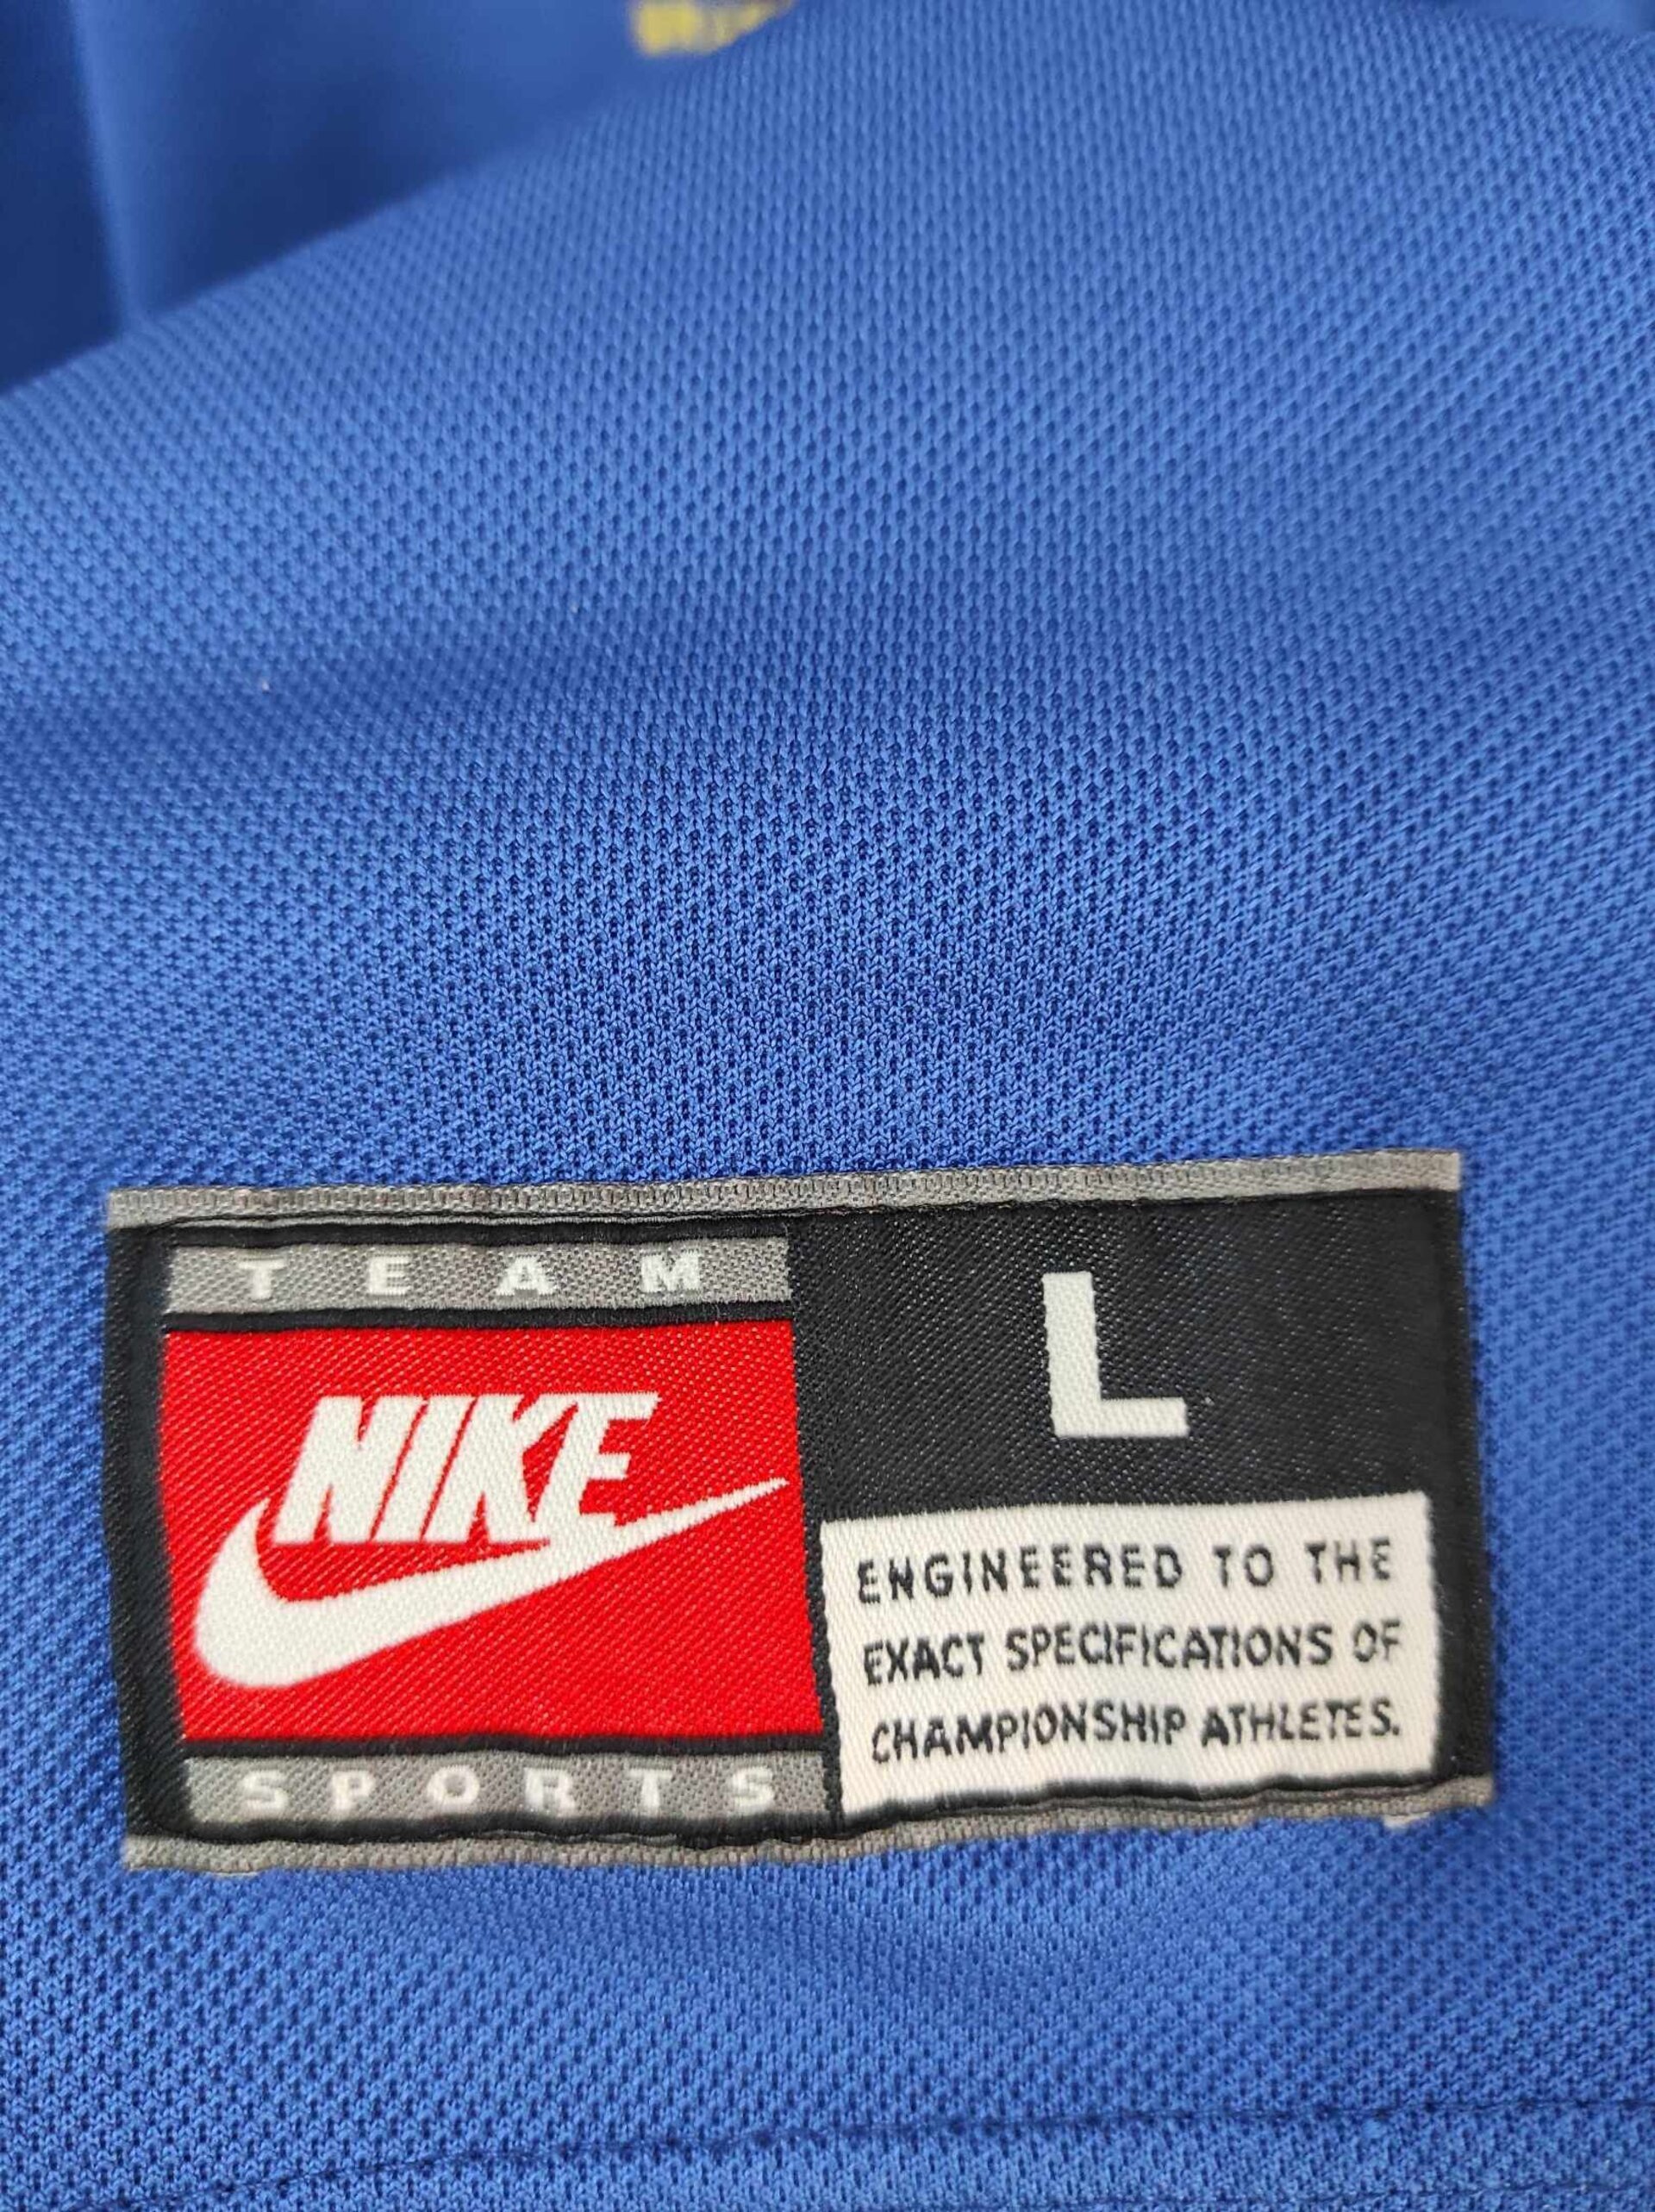 TEAM
NIKE
SPORTS
L
ENGINEERED TO THE
EXACT SPECIFICATIONS OF
CHAMPIONSHIP ATHLETES.